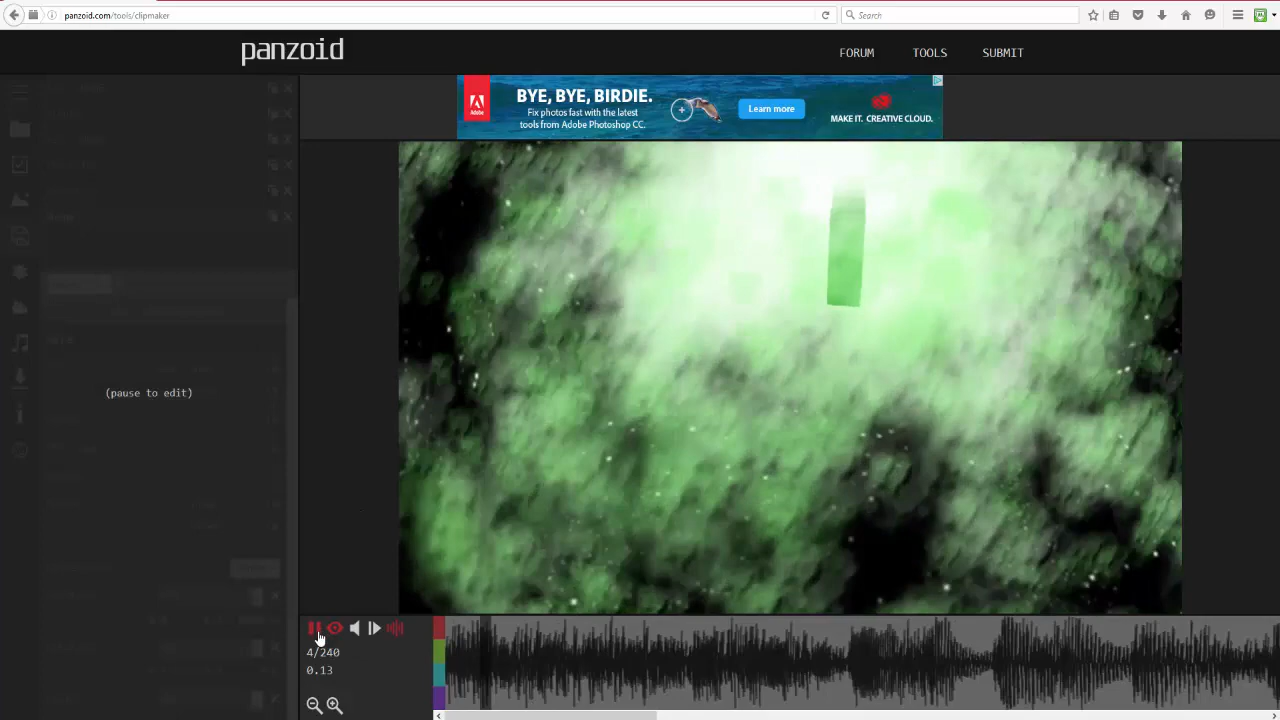 panzoid.com/tools/clipmaker
Search
panzoid
FORUM
TOOLS
SUBMIT
BYE, BYE, BIRDIE.
Fix photos fast with the latest
tools from Adobe Photoshop CC.
Learn more
MAKE IT. CREATIVE CLOUD.
(pause to edit)
4/240
0.13